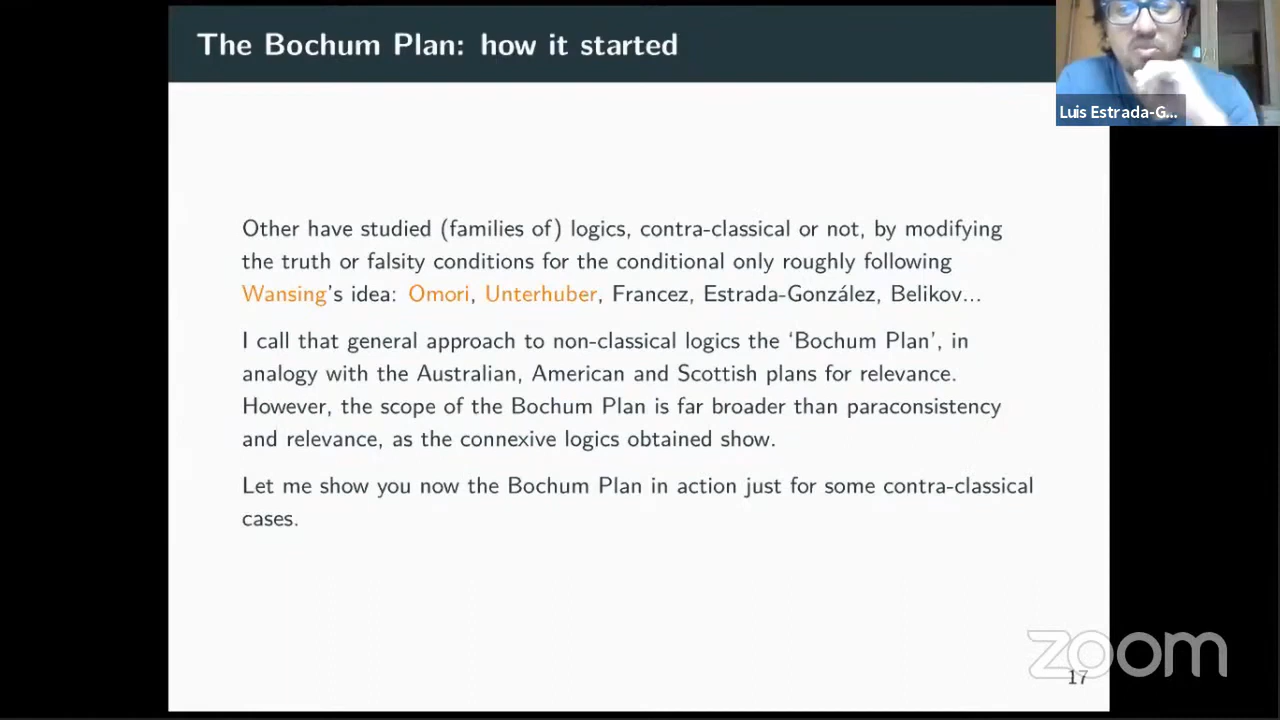 The Bochum Plan: how it started
Luis Estrada-G...
Other have studied (families of) logics, contra-classical or not, by modifying
the truth or falsity conditions for the conditional only roughly following
Wansing's idea: Omori, Unterhuber, Francez, Estrada-González, Belikov...
I call that general approach to non-classical logics the ‘Bochum Plan’, in
analogy with the Australian, American and Scottish plans for relevance.
However, the scope of the Bochum Plan is far broader than paraconsistency
and relevance, as the connexive logics obtained show.
Let me show you now the Bochum Plan in action just for some contra-classical
cases.
zoom
17